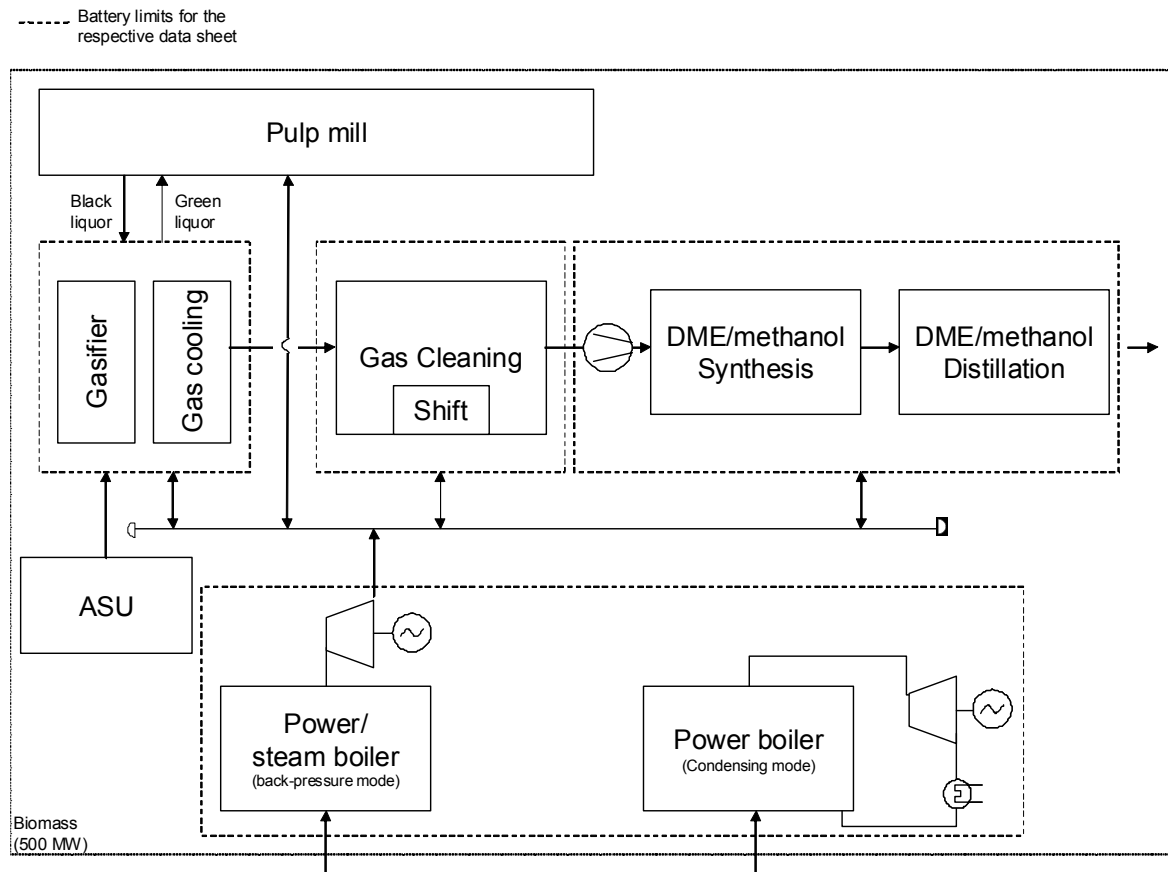 Battery limits for the
respective data sheet
Pulp mill
Black
liquor
Green
liquor
Gasifier
Gas cooling
Gas Cleaning
Shift
DME/methanol
Synthesis
DME/methanol
Distillation
ASU
Power/
steam boiler
(back-pressure mode)
Power boiler
(Condensing mode)
Biomass
(500 MW)